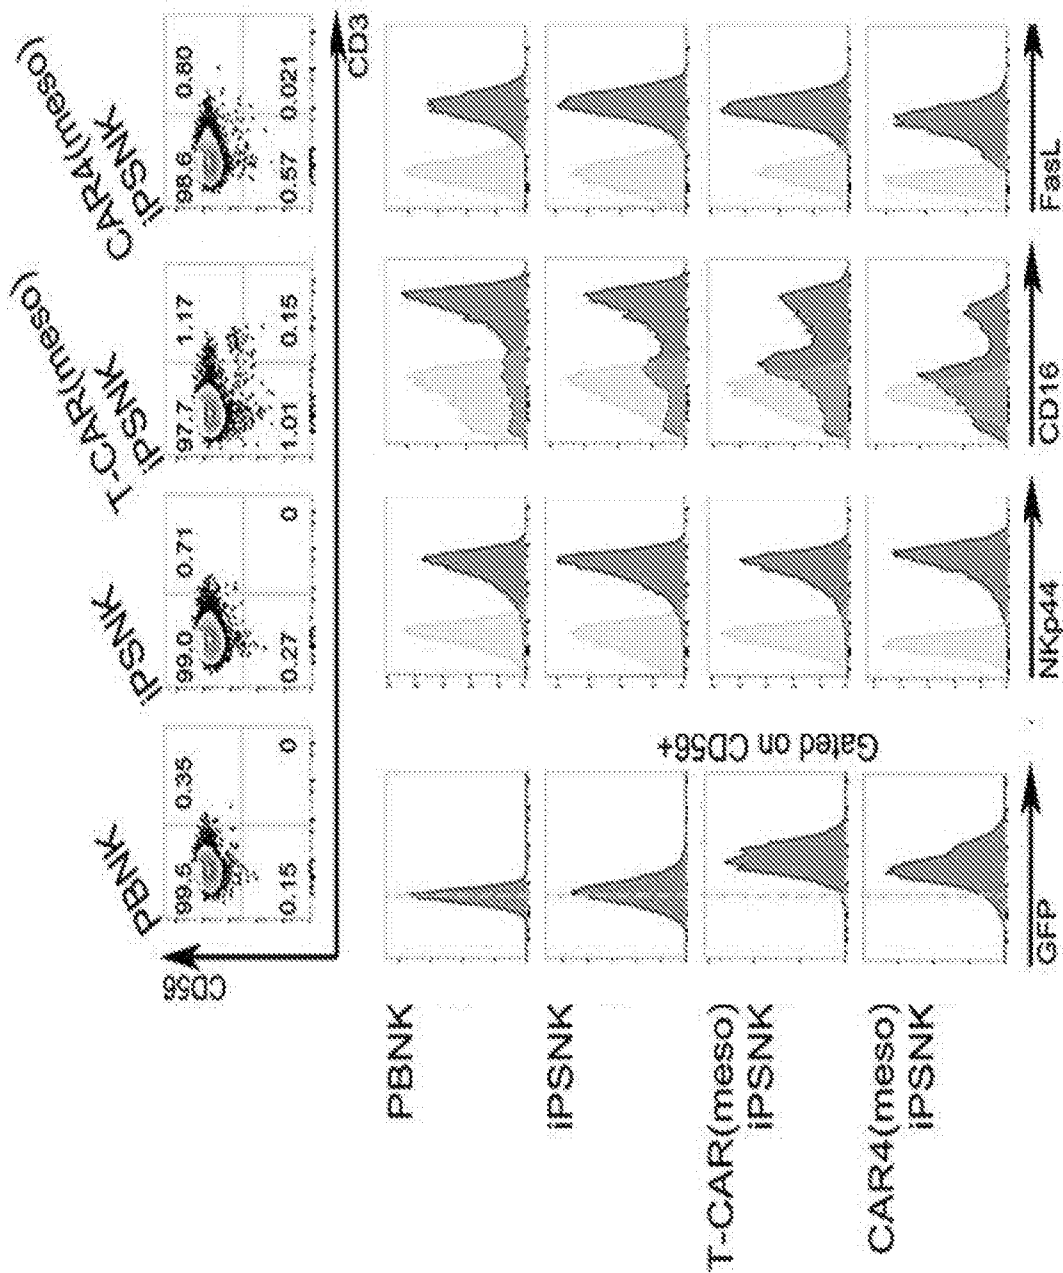 PBNK
iPSNK
T-CAR(meso)
iPSNK
CAR4(meso)
iPSNK
CD56
99.5
0.35
0.15
0
99.0
0.71
0.27
0
97.7
1.17
1.01
0.15
98.6
0.80
0.57
0.021
CD3
PBNK
iPSNK
T-CAR(meso)
iPSNK
CAR4(meso)
iPSNK
Gated on CD56+
GFP
NKp44
CD16
FasL